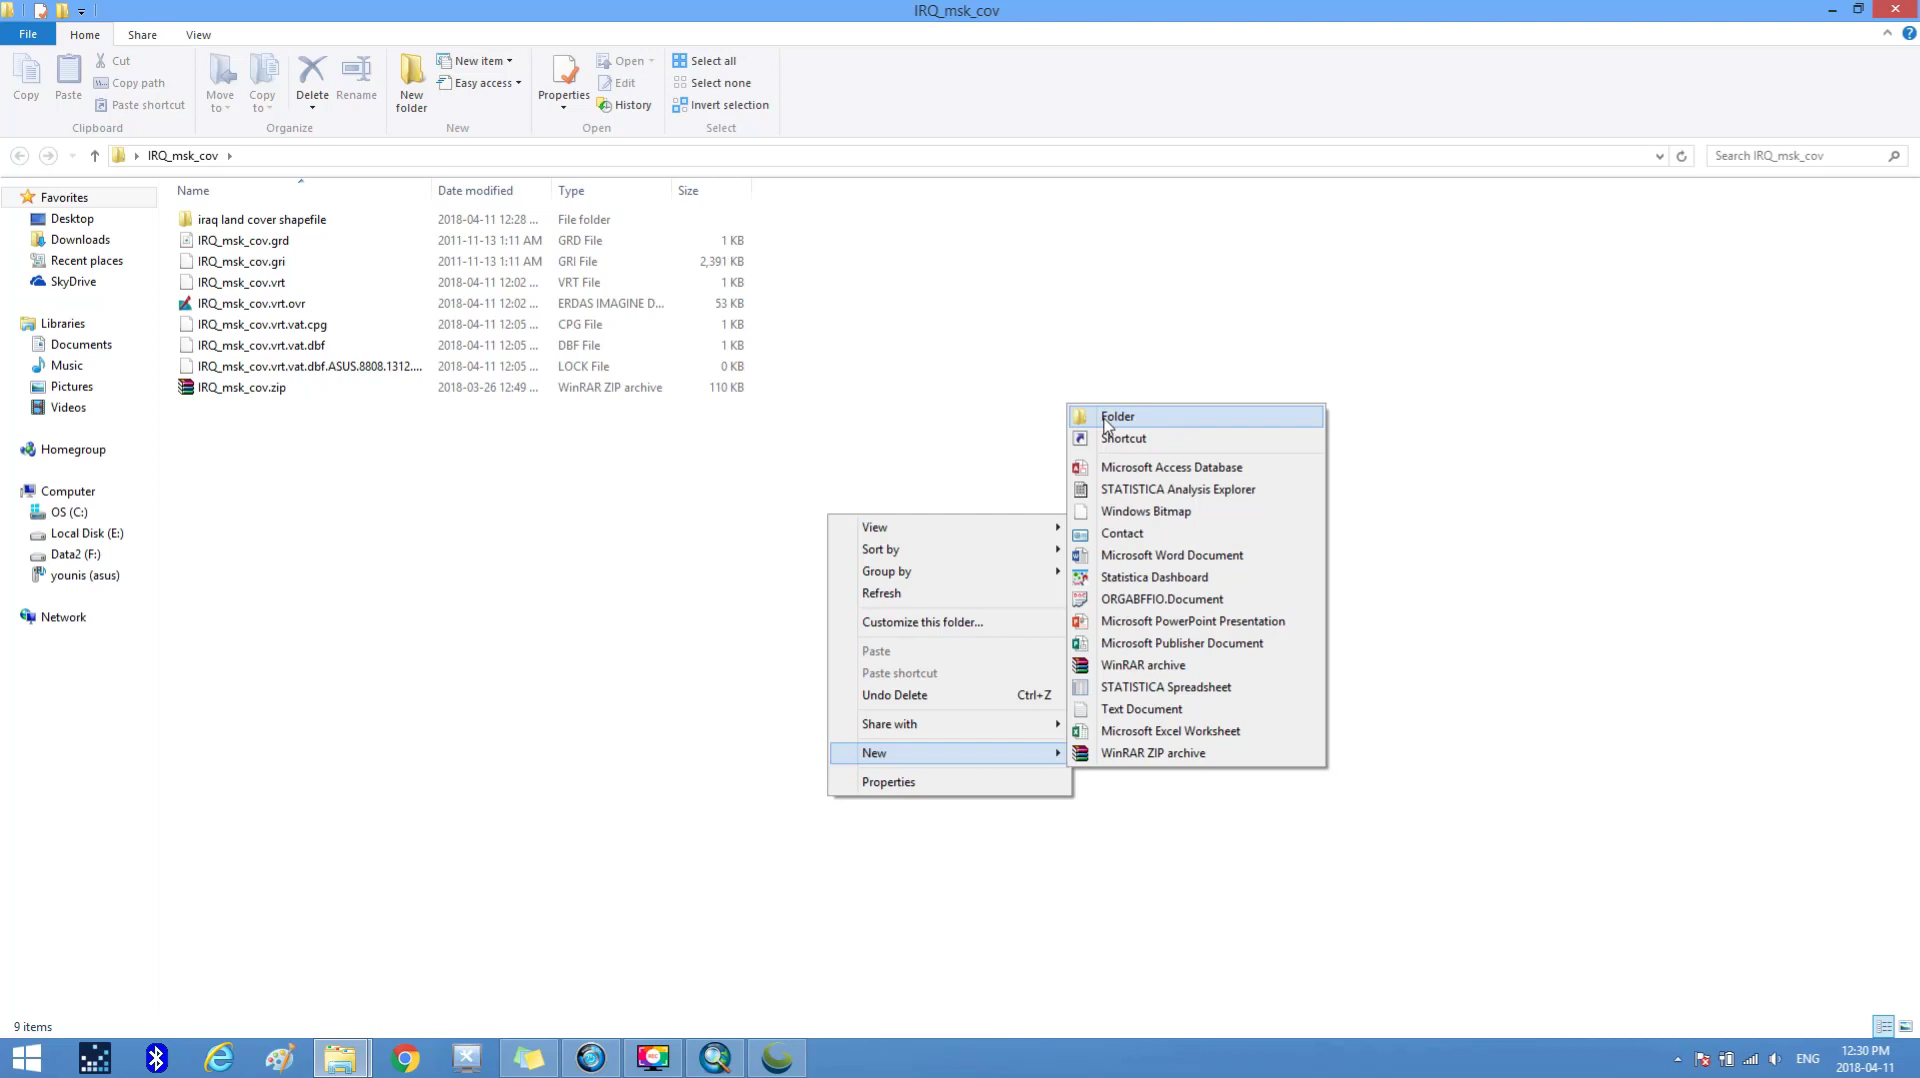 IRQ_msk_cov
File Home Share View
Copy
Paste
Cut
Copy path
Paste shortcut
Clipboard
Move to
Copy to
Delete
Rename
Organize
New folder
New item
Easy access
New
Properties
Open
Edit
History
Open
Select all
Select none
Invert selection
Select
IRQ_msk_cov
Search IRQ_msk_cov
Name Date modified Type Size
iraq land cover shapefile 2018-04-11 12:28 ... File folder
IRQ_msk_cov.grd 2011-11-13 1:11 AM GRD File 1 KB
IRQ_msk_cov.gri 2011-11-13 1:11 AM GRI File 2,391 KB
IRQ_msk_cov.vrt 2018-04-11 12:02 ... VRT File 1 KB
IRQ_msk_cov.vrt.ovr 2018-04-11 12:02 ... ERDAS IMAGINE D... 53 KB
IRQ_msk_cov.vrt.vat.cpg 2018-04-11 12:05 ... CPG File 1 KB
IRQ_msk_cov.vrt.vat.dbf 2018-04-11 12:05 ... DBF File 1 KB
IRQ_msk_cov.vrt.vat.dbf.ASUS.8808.1312.... 2018-04-11 12:05 ... LOCK File 0 KB
IRQ_msk_cov.zip 2018-03-26 12:49 ... WinRAR ZIP archive 110 KB
Favorites
Desktop
Downloads
Recent places
SkyDrive
Libraries
Documents
Music
Pictures
Videos
Homegroup
Computer
OS (C:)
Local Disk (E:)
Data2 (F:)
younis (asus)
Network
View
Sort by
Group by
Refresh
Customize this folder...
Paste
Paste shortcut
Undo Delete Ctrl+Z
Share with
New
Properties
Folder
Shortcut
Microsoft Access Database
STATISTICA Analysis Explorer
Windows Bitmap
Contact
Microsoft Word Document
Statistica Dashboard
ORGABFFIO.Document
Microsoft PowerPoint Presentation
Microsoft Publisher Document
WinRAR archive
STATISTICA Spreadsheet
Text Document
Microsoft Excel Worksheet
WinRAR ZIP archive
9 items
REC
ENG
12:30 PM
2018-04-11